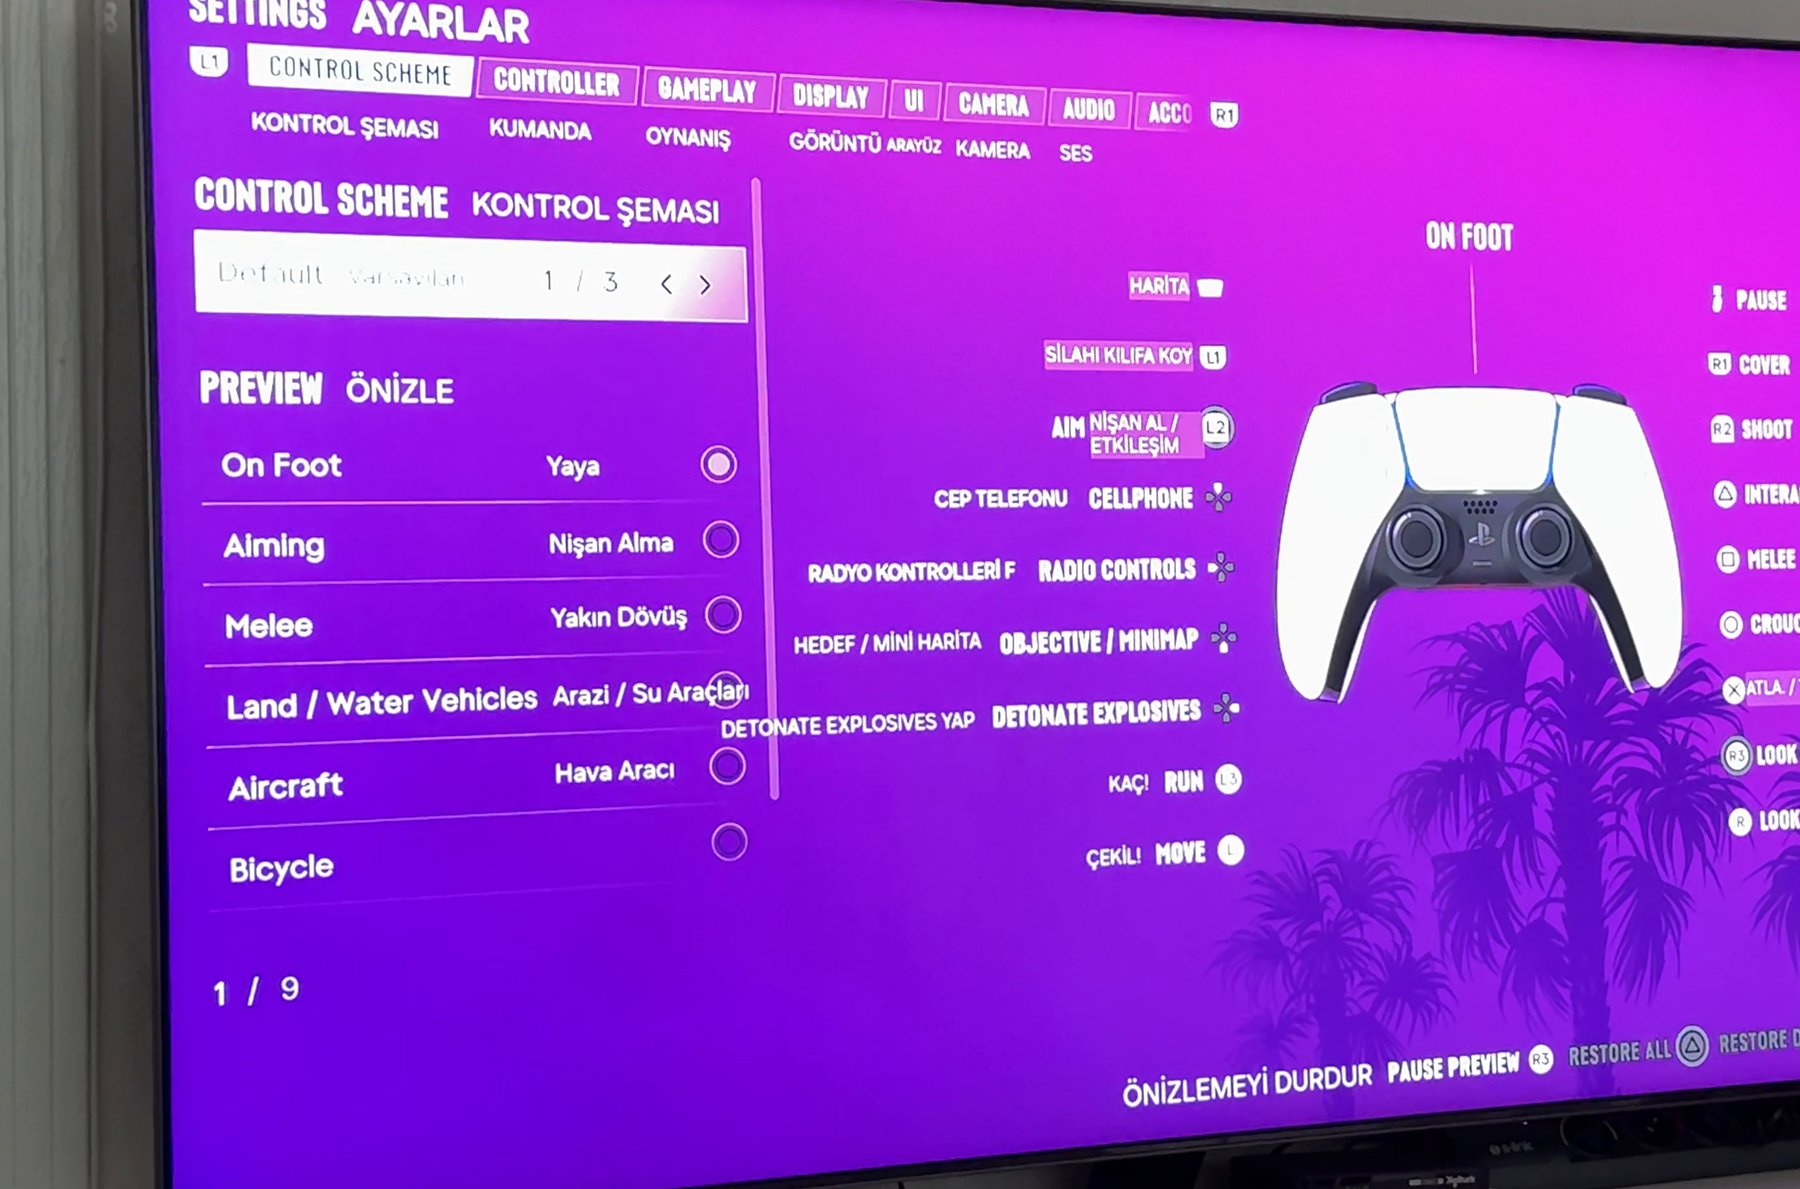 SETTINGS AYARLAR
L1 CONTROL SCHEME CONTROLLER GAMEPLAY DISPLAY UI CAMERA AUDIO ACCO R1
KONTROL ŞEMASI KUMANDA OYNANIŞ GÖRÜNTÜ ARAYÜZ KAMERA SES
CONTROL SCHEME KONTROL ŞEMASI
Default varsayılan 1 / 3 < >
PREVIEW ÖNİZLE
On Foot Yaya
Aiming Nişan Alma
Melee Yakın Dövüş
Land / Water Vehicles Arazi / Su Araçları
Aircraft Hava Aracı
Bicycle
1 / 9
HARİTA
SİLAHI KILIFA KOY L1
AIM NİŞAN AL / L2
ETKİLEŞİM
CEP TELEFONU CELLPHONE
RADYO KONTROLLERİ F RADIO CONTROLS
HEDEF / MİNİ HARİTA OBJECTIVE / MINIMAP
DETONATE EXPLOSIVES YAP DETONATE EXPLOSIVES
KAÇ! RUN L3
ÇEKİL! MOVE L
ON FOOT
PAUSE
R1 COVER
R2 SHOOT
INTERA
MELEE
CROUC
ATLA. /
R3 LOOK
R LOOK
ÖNİZLEMEYİ DURDUR PAUSE PREVIEW R3 RESTORE ALL RESTORE D